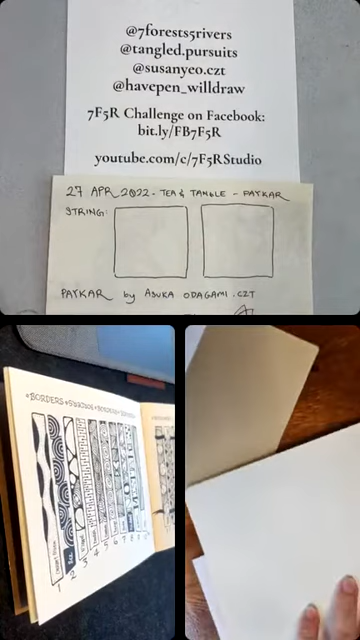 @7forests5rivers
@tangled.pursuits
@susanyeo.czt
@havepen_willdraw
7F5R Challenge on Facebook:
bit.ly/FB7F5R
youtube.com/c/7F5RStudio
27 APR 2022 - TEA & TANGLE - PAYKAR
STRING:
PAYKAR by ASUKA ODAGAMI.CZT
BORDERS
1
2
3
4
5
6
7
8
9